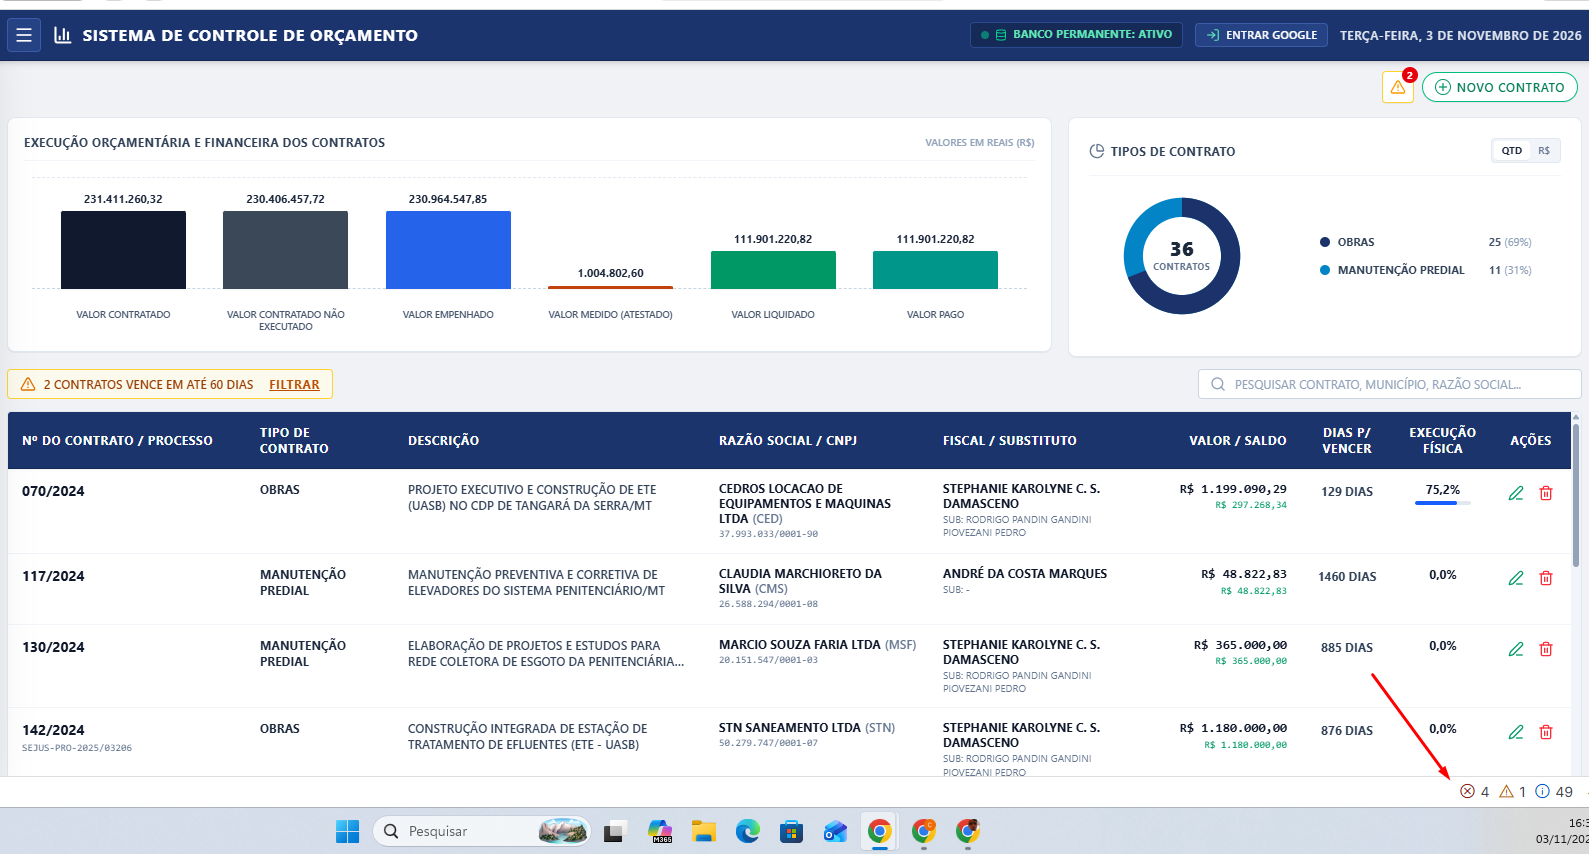 SISTEMA DE CONTROLE DE ORÇAMENTO
BANCO PERMANENTE: ATIVO
ENTRAR GOOGLE
TERÇA-FEIRA, 3 DE NOVEMBRO DE 2026
2
NOVO CONTRATO
EXECUÇÃO ORÇAMENTÁRIA E FINANCEIRA DOS CONTRATOS
VALORES EM REAIS (R$)
231.411.260,32
230.406.457,72
230.964.547,85
1.004.802,60
111.901.220,82
111.901.220,82
VALOR CONTRATADO
VALOR CONTRATADO NÃO
EXECUTADO
VALOR EMPENHADO
VALOR MEDIDO (ATESTADO)
VALOR LIQUIDADO
VALOR PAGO
TIPOS DE CONTRATO
QTD
R$
36
CONTRATOS
OBRAS
25 (69%)
MANUTENÇÃO PREDIAL
11 (31%)
2 CONTRATOS VENCE EM ATÉ 60 DIAS FILTRAR
PESQUISAR CONTRATO, MUNICÍPIO, RAZÃO SOCIAL...
Nº DO CONTRATO / PROCESSO
TIPO DE
CONTRATO
DESCRIÇÃO
RAZÃO SOCIAL / CNPJ
FISCAL / SUBSTITUTO
VALOR / SALDO
DIAS P/
VENCER
EXECUÇÃO
FÍSICA
AÇÕES
070/2024
OBRAS
PROJETO EXECUTIVO E CONSTRUÇÃO DE ETE
(UASB) NO CDP DE TANGARÁ DA SERRA/MT
CEDROS LOCACAO DE
EQUIPAMENTOS E MAQUINAS
LTDA (CED)
37.993.033/0001-90
STEPHANIE KAROLYNE C. S.
DAMASCENO
SUB: RODRIGO PANDIN GANDINI
PIOVEZANI PEDRO
R$ 1.199.090,29
R$ 297.268,34
129 DIAS
75,2%
117/2024
MANUTENÇÃO
PREDIAL
MANUTENÇÃO PREVENTIVA E CORRETIVA DE
ELEVADORES DO SISTEMA PENITENCIÁRIO/MT
CLAUDIA MARCHIORETO DA
SILVA (CMS)
26.588.294/0001-08
ANDRÉ DA COSTA MARQUES
SUB: -
R$ 48.822,83
R$ 48.822,83
1460 DIAS
0,0%
130/2024
MANUTENÇÃO
PREDIAL
ELABORAÇÃO DE PROJETOS E ESTUDOS PARA
REDE COLETORA DE ESGOTO DA PENITENCIÁRIA...
MARCIO SOUZA FARIA LTDA (MSF)
20.151.547/0001-03
STEPHANIE KAROLYNE C. S.
DAMASCENO
SUB: RODRIGO PANDIN GANDINI
PIOVEZANI PEDRO
R$ 365.000,00
R$ 365.000,00
885 DIAS
0,0%
142/2024
SEJUS-PRO-2025/03206
OBRAS
CONSTRUÇÃO INTEGRADA DE ESTAÇÃO DE
TRATAMENTO DE EFLUENTES (ETE - UASB)
STN SANEAMENTO LTDA (STN)
50.279.747/0001-07
STEPHANIE KAROLYNE C. S.
DAMASCENO
SUB: RODRIGO PANDIN GANDINI
PIOVEZANI PEDRO
R$ 1.180.000,00
R$ 1.180.000,00
876 DIAS
0,0%
4 1 49
Pesquisar
M365
16:3
03/11/202